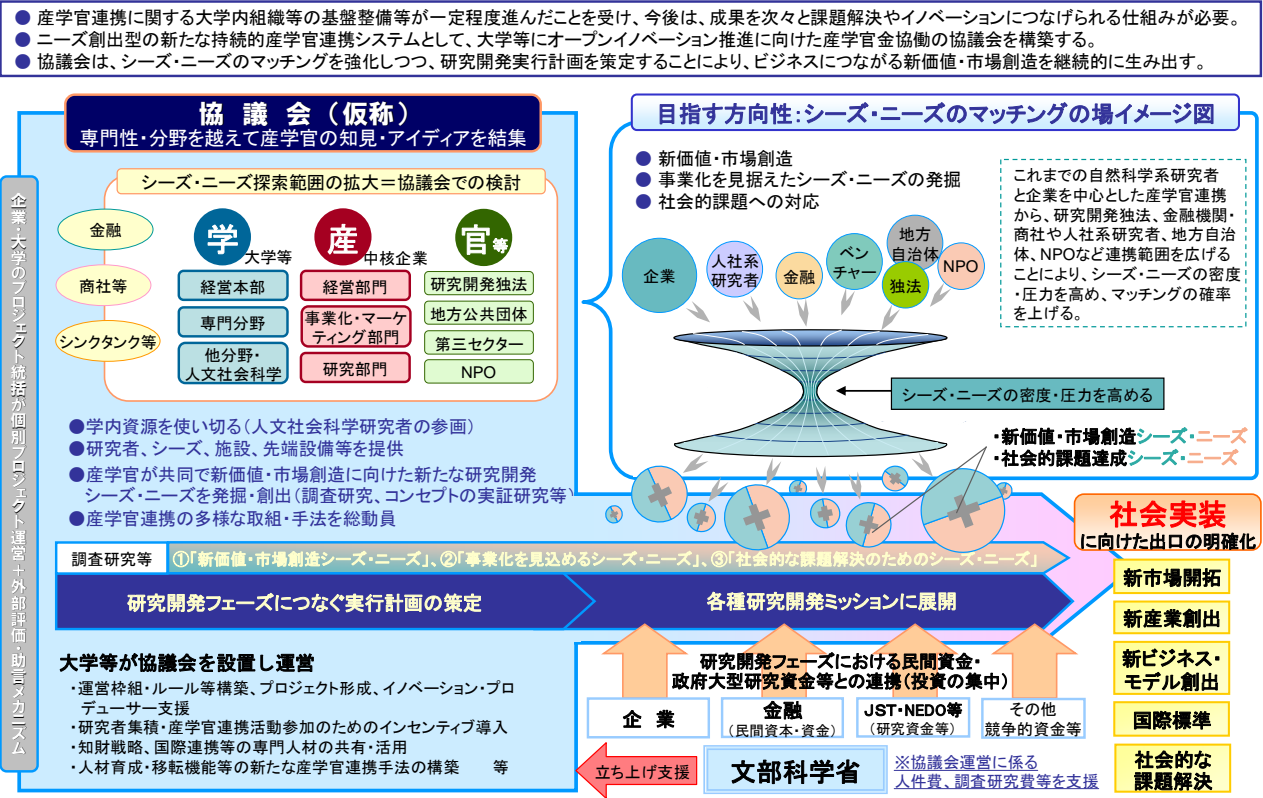 ● 産学官連携に関する大学内組織等の基盤整備等が一定程度進んだことを受け、今後は、成果を次々と課題解決やイノベーションにつなげられる仕組みが必要。
● ニーズ創出型の新たな持続的産学官連携システムとして、大学等にオープンイノベーション推進に向けた産学官金協働の協議会を構築する。
● 協議会は、シーズ・ニーズのマッチングを強化しつつ、研究開発実行計画を策定することにより、ビジネスにつながる新価値・市場創造を継続的に生み出す。
企業・大学のプロジェクト統括が個別プロジェクト運営+外部評価・助言メカニズム
協 議 会（仮称）
専門性・分野を越えて産学官の知見・アイディアを結集
シーズ・ニーズ探索範囲の拡大＝協議会での検討
金融
商社等
シンクタンク等
学
大学等
経営本部
専門分野
他分野・
人文社会科学
産
中核企業
経営部門
事業化・マーケ
ティング部門
研究部門
官等
研究開発独法
地方公共団体
第三セクター
NPO
●学内資源を使い切る（人文社会科学研究者の参画）
●研究者、シーズ、施設、先端設備等を提供
●産学官が共同で新価値・市場創造に向けた新たな研究開発
シーズ・ニーズを発掘・創出（調査研究、コンセプトの実証研究等）
●産学官連携の多様な取組・手法を総動員
目指す方向性：シーズ・ニーズのマッチングの場イメージ図
● 新価値・市場創造
● 事業化を見据えたシーズ・ニーズの発掘
● 社会的課題への対応
これまでの自然科学系研究者
と企業を中心とした産学官連携
から、研究開発独法、金融機関・
商社や人社系研究者、地方自治
体、NPOなど連携範囲を広げる
ことにより、シーズ・ニーズの密度
・圧力を高め、マッチングの確率
を上げる。
企業
人社系
研究者
金融
ベン
チャー
地方
自治体
独法
NPO
シーズ・ニーズの密度・圧力を高める
・新価値・市場創造シーズ・ニーズ
・社会的課題達成シーズ・ニーズ
調査研究等
①「新価値・市場創造シーズ・ニーズ」、②「事業化を見込めるシーズ・ニーズ」、③「社会的な課題解決のためのシーズ・ニーズ」
研究開発フェーズにつなぐ実行計画の策定
各種研究開発ミッションに展開
社会実装
に向けた出口の明確化
新市場開拓
新産業創出
新ビジネス・
モデル創出
国際標準
社会的な
課題解決
大学等が協議会を設置し運営
・運営枠組・ルール等構築、プロジェクト形成、イノベーション・プロ
デューサー支援
・研究者集積・産学官連携活動参加のためのインセンティブ導入
・知財戦略、国際連携等の専門人材の共有・活用
・人材育成・移転機能等の新たな産学官連携手法の構築　　等
研究開発フェーズにおける民間資金・
政府大型研究資金等との連携（投資の集中）
企 業
金融
（民間資本・資金）
JST・NEDO等
（研究資金等）
その他
競争的資金等
立ち上げ支援
文部科学省
※協議会運営に係る
人件費、調査研究費等を支援